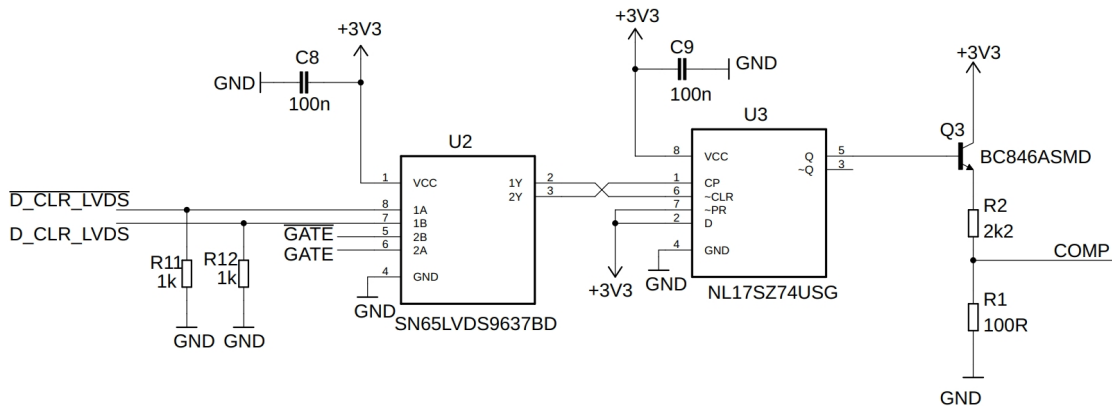 +3V3
C8
GND
100n
U2
1 VCC
8 1A
7 1B
5 2B
6 2A
4 GND
1Y 2
2Y 3
GND
SN65LVDS9637BD
D_CLR_LVDS
D_CLR_LVDS
GATE
GATE
R11
1k
R12
1k
GND
GND
+3V3
C9
GND
100n
U3
8 VCC
1 CP
6 ~CLR
7 ~PR
2 D
4 GND
Q 5
~Q 3
+3V3
GND
NL17SZ74USG
+3V3
Q3
BC846ASMD
R2
2k2
COMP
R1
100R
GND